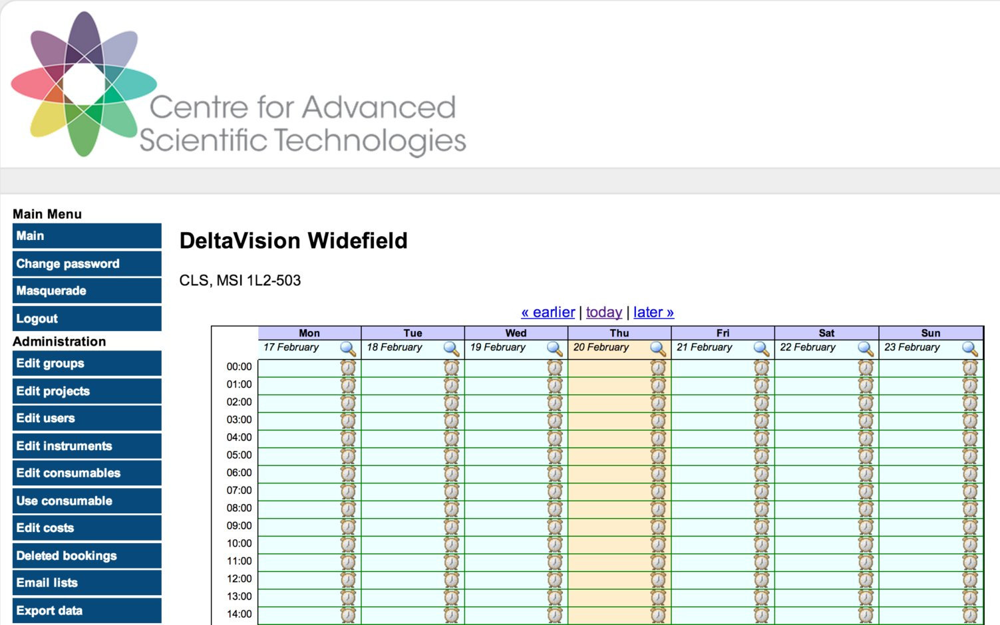 Centre for Advanced
Scientific Technologies
Main Menu
Main
Change password
Masquerade
Logout
Administration
Edit groups
Edit projects
Edit users
Edit instruments
Edit consumables
Use consumable
Edit costs
Deleted bookings
Email lists
Export data
DeltaVision Widefield
CLS, MSI 1L2-503
« earlier | today | later »
Mon Tue Wed Thu Fri Sat Sun
17 February 18 February 19 February 20 February 21 February 22 February 23 February
00:00
01:00
02:00
03:00
04:00
05:00
06:00
07:00
08:00
09:00
10:00
11:00
12:00
13:00
14:00